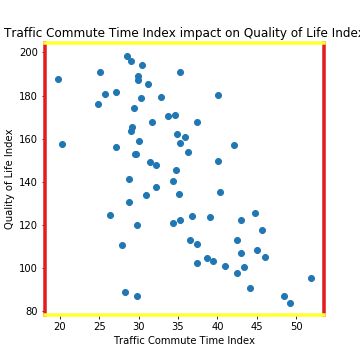 Traffic Commute Time Index impact on Quality of Life Index
200
180
160
140
120
100
80
Quality of Life Index
20 25 30 35 40 45 50
Traffic Commute Time Index